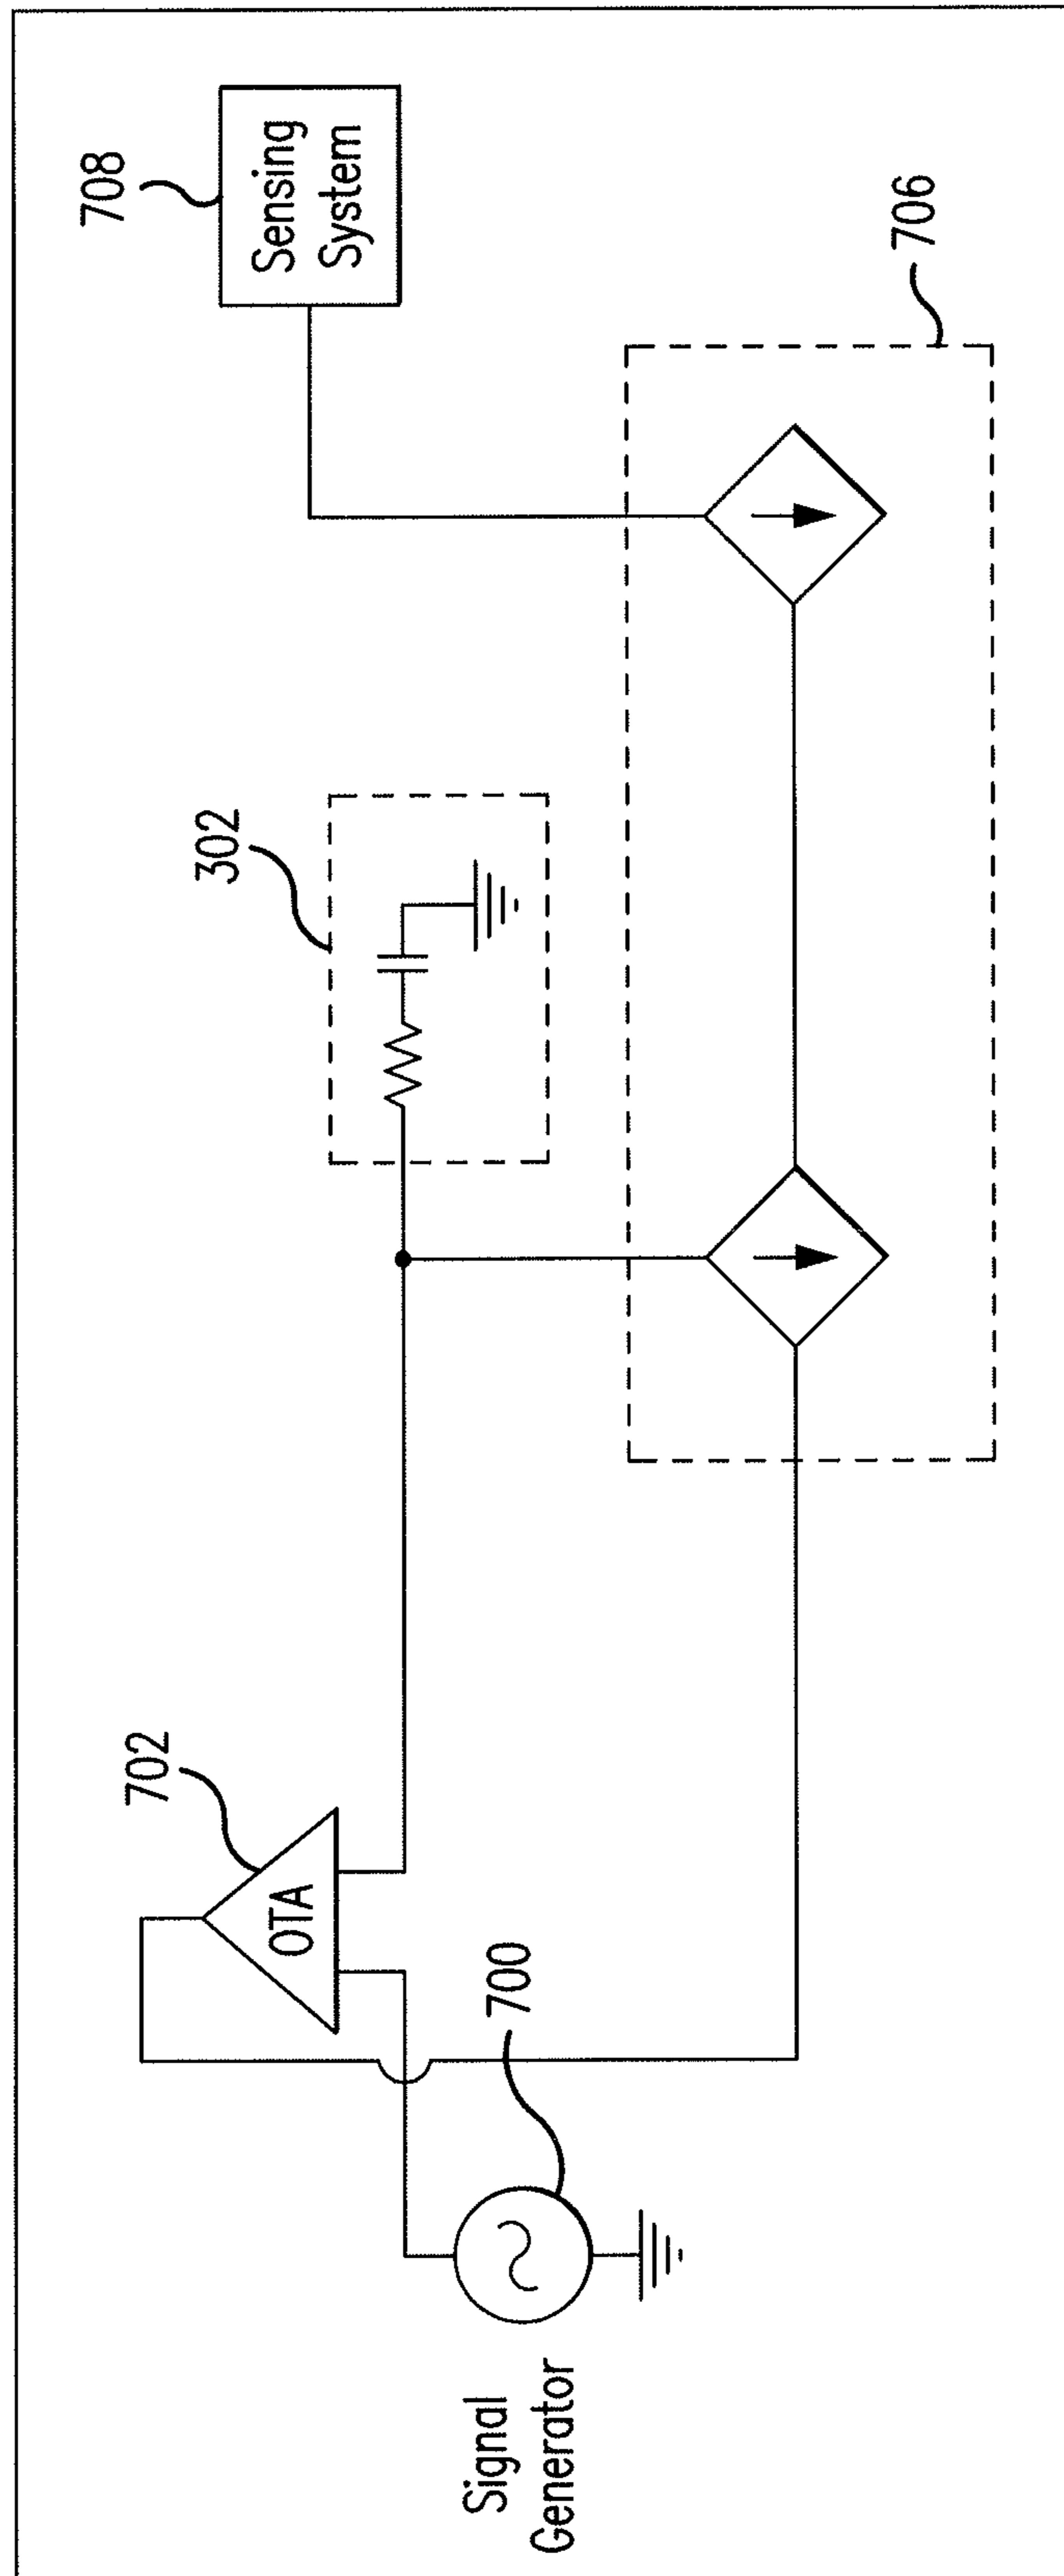 708
Sensing
System
706
302
702
OTA
700
Signal
Generator